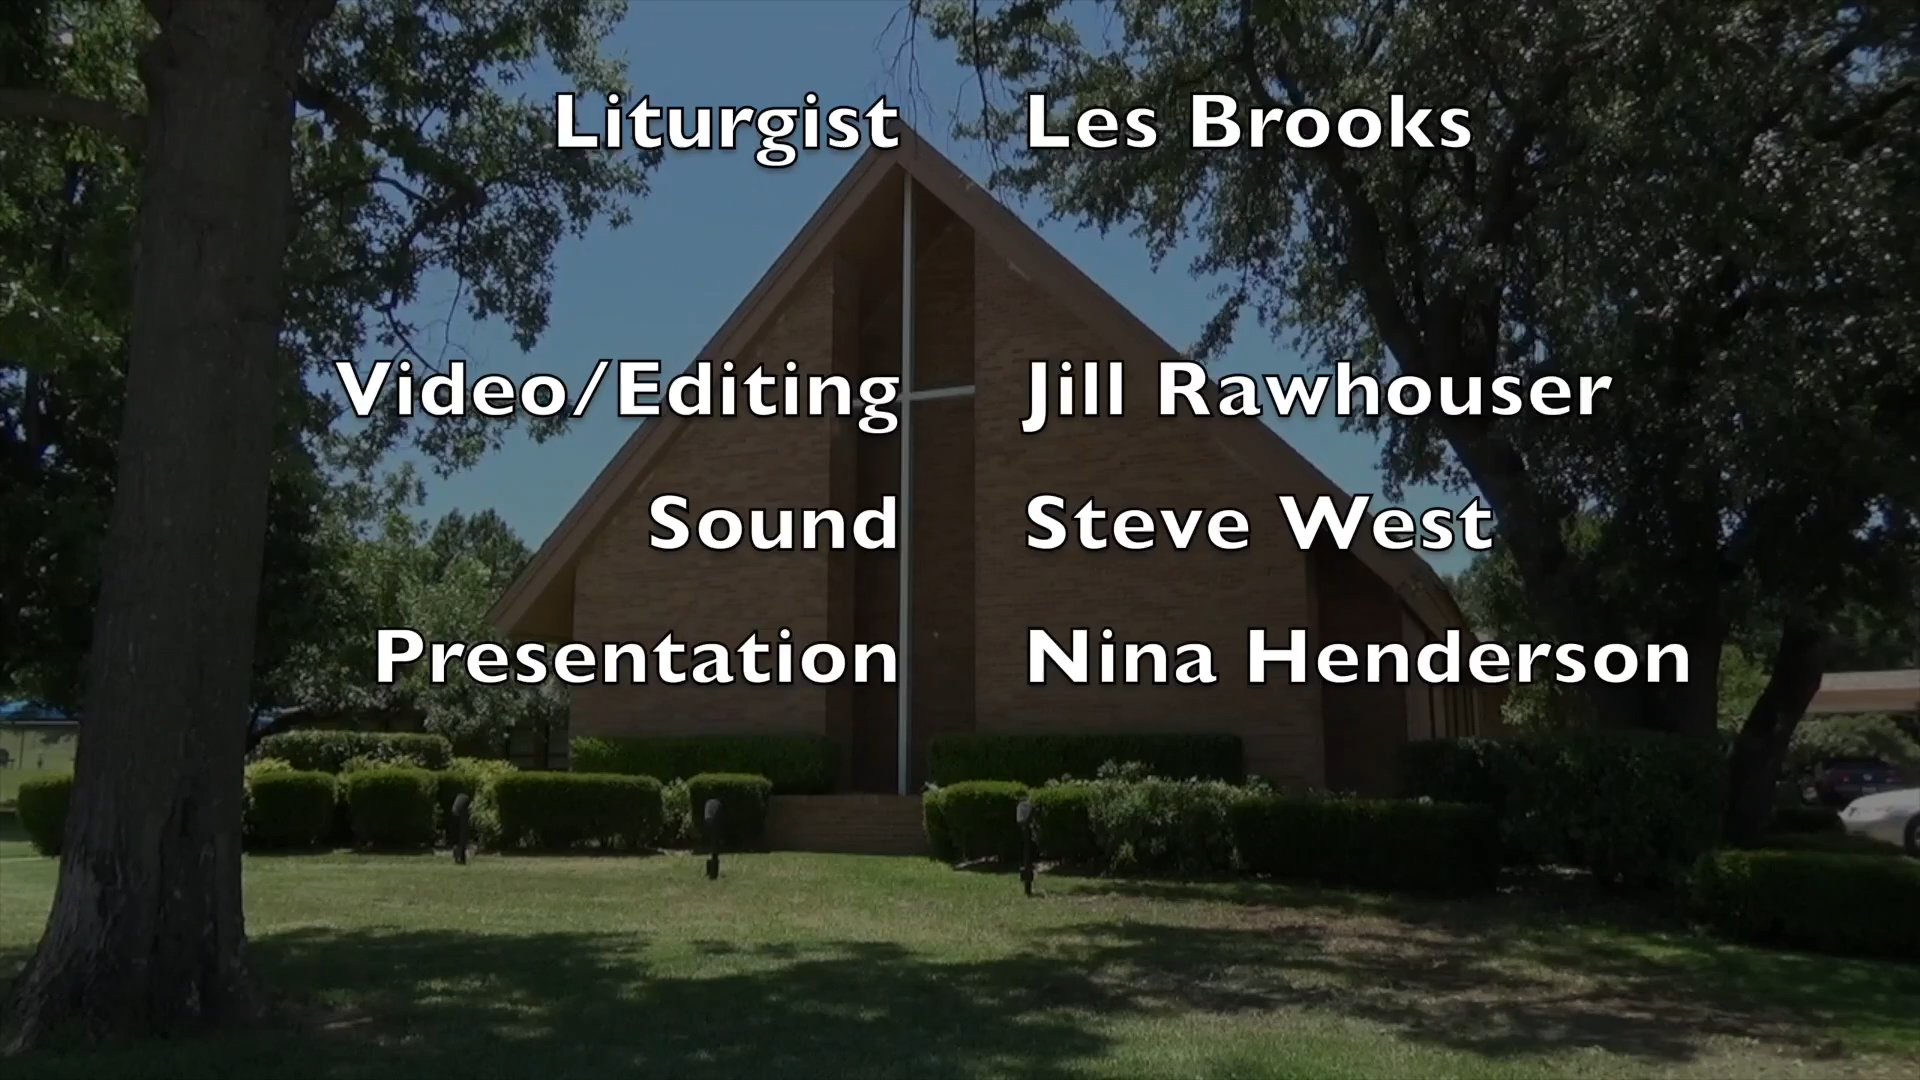 Liturgist Les Brooks
Video/Editing Jill Rawhouser
Sound Steve West
Presentation Nina Henderson